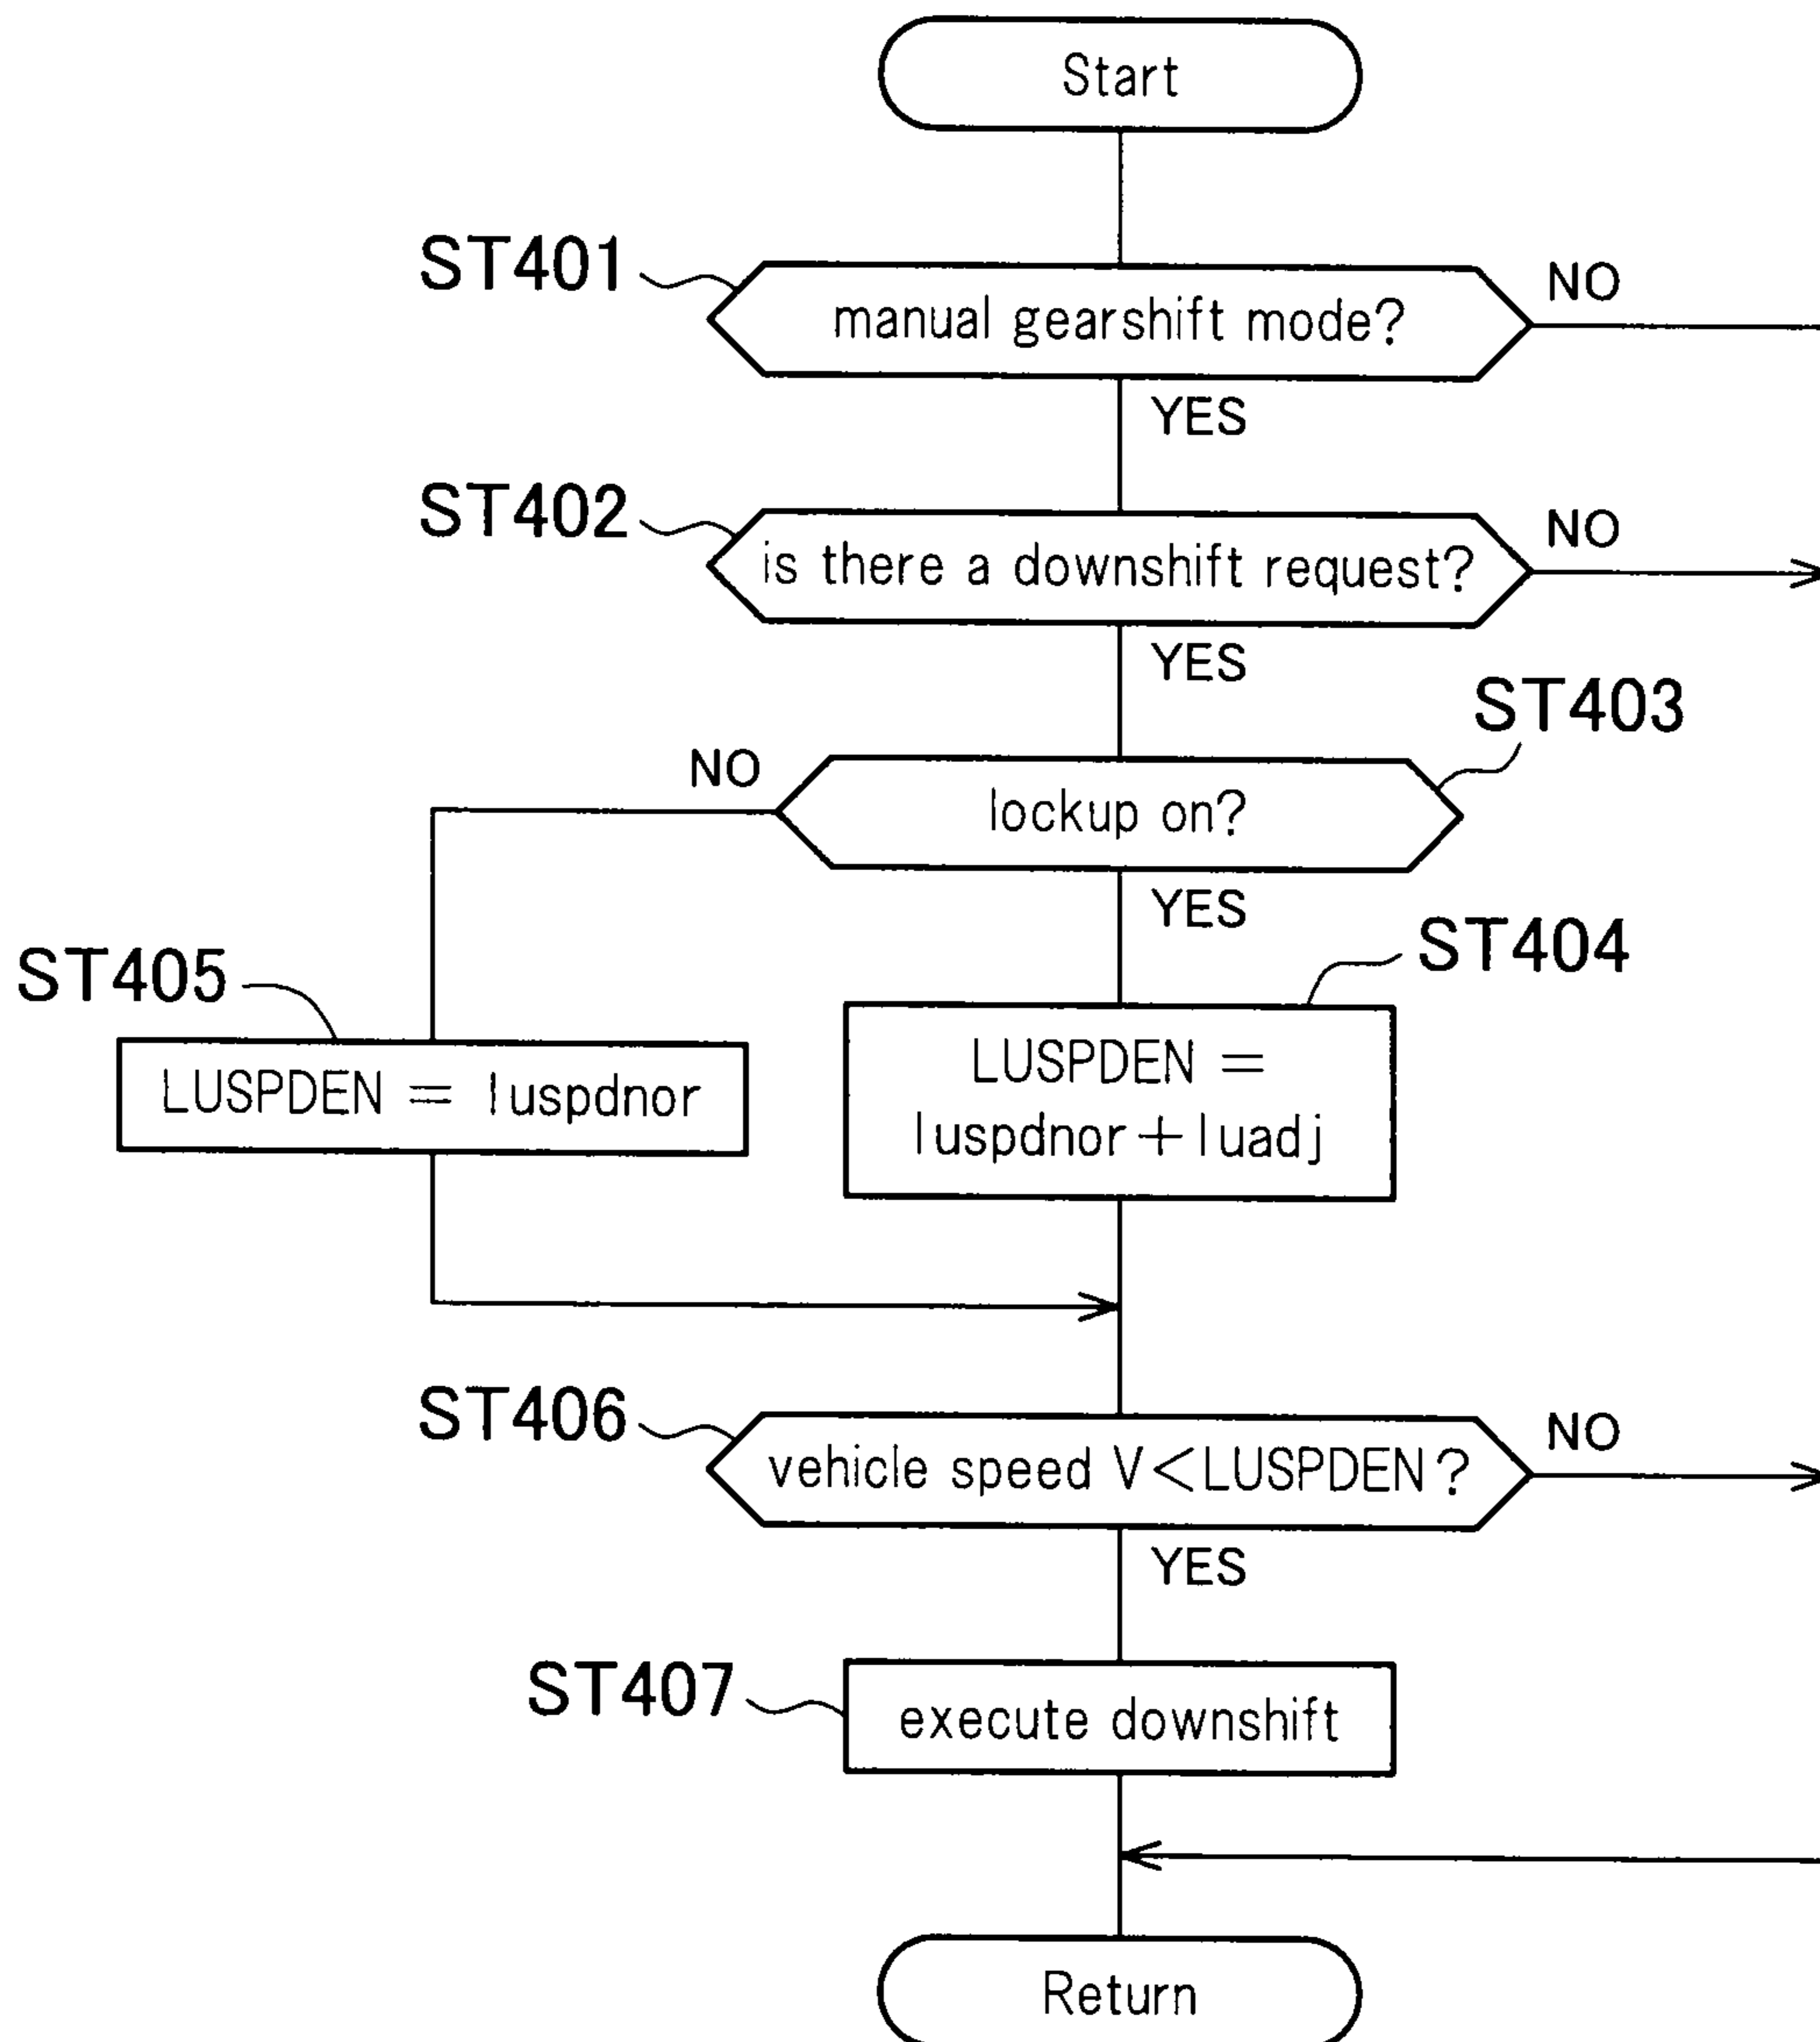 Start
ST401
manual gearshift mode?
NO
YES
ST402
is there a downshift request?
NO
YES
ST403
NO
lockup on?
YES
ST404
ST405
LUSPDEN =
luspdnor+luadj
LUSPDEN = luspdnor
ST406
vehicle speed V<LUSPDEN?
NO
YES
ST407
execute downshift
Return